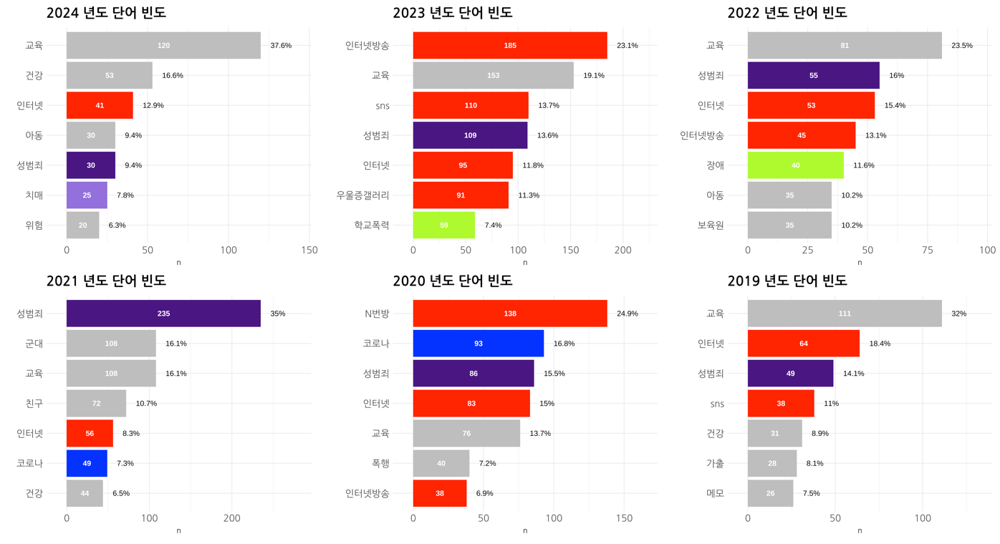 2024 년도 단어 빈도
교육 120 37.6%
건강 53 16.6%
인터넷 41 12.9%
아동 30 9.4%
성범죄 30 9.4%
치매 25 7.8%
위험 20 6.3%
0 50 100 150
n
2023 년도 단어 빈도
인터넷방송 185 23.1%
교육 153 19.1%
sns 110 13.7%
성범죄 109 13.6%
인터넷 95 11.8%
우울증갤러리 91 11.3%
학교폭력 59 7.4%
0 50 100 150 200
n
2022 년도 단어 빈도
교육 81 23.5%
성범죄 55 16%
인터넷 53 15.4%
인터넷방송 45 13.1%
장애 40 11.6%
아동 35 10.2%
보육원 35 10.2%
0 25 50 75 100
n
2021 년도 단어 빈도
성범죄 235 35%
군대 108 16.1%
교육 108 16.1%
친구 72 10.7%
인터넷 56 8.3%
코로나 49 7.3%
건강 44 6.5%
0 100 200
n
2020 년도 단어 빈도
N번방 138 24.9%
코로나 93 16.8%
성범죄 86 15.5%
인터넷 83 15%
교육 76 13.7%
폭행 40 7.2%
인터넷방송 38 6.9%
0 50 100 150
n
2019 년도 단어 빈도
교육 111 32%
인터넷 64 18.4%
성범죄 49 14.1%
sns 38 11%
건강 31 8.9%
가출 28 8.1%
메모 26 7.5%
0 50 100
n